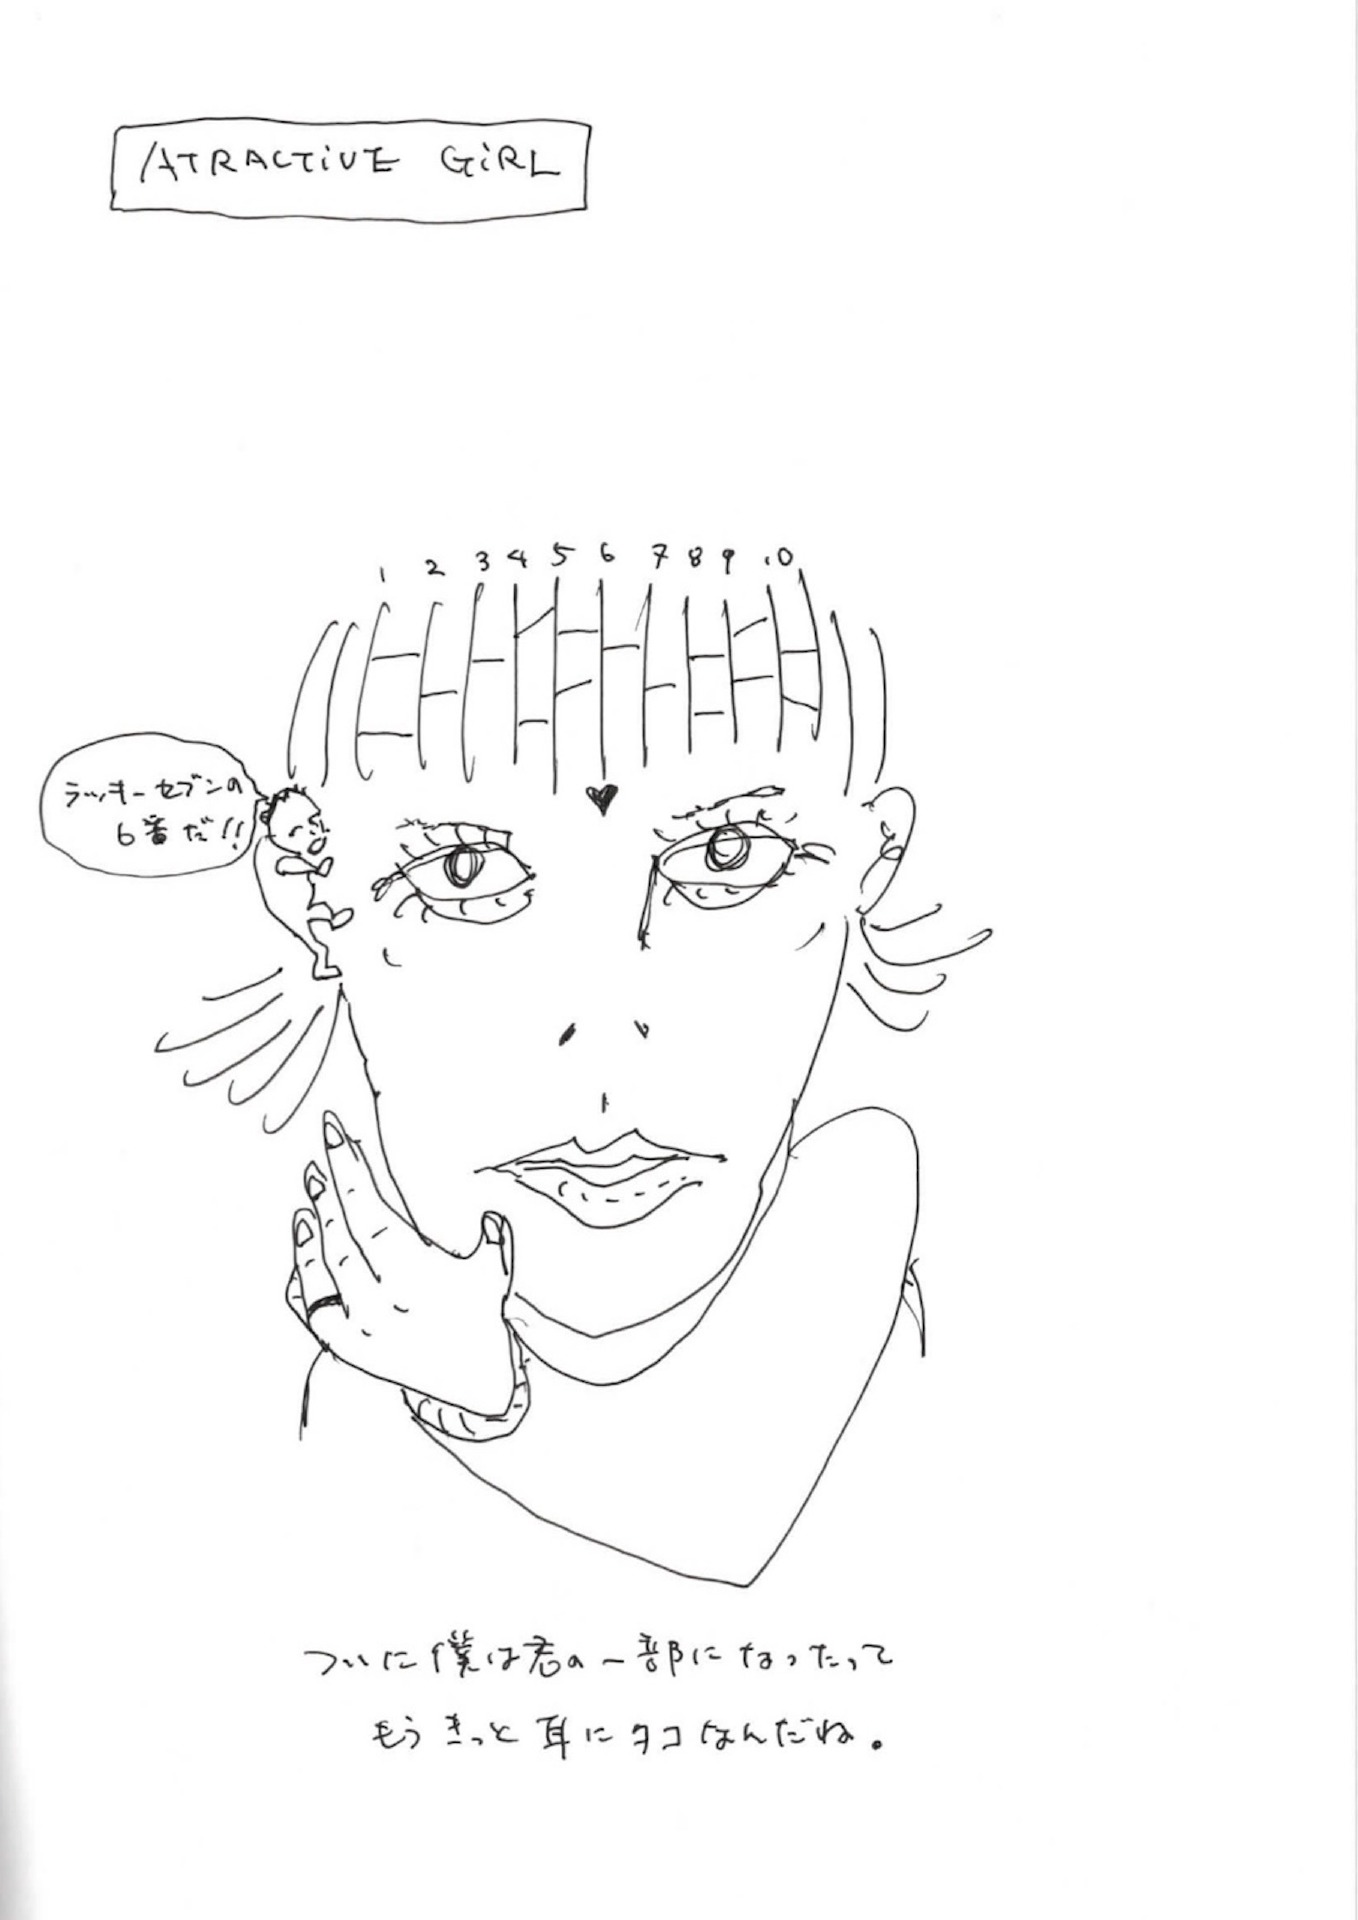 ATRACTiVE GiRL
1 2 3 4 5 6 7 8 9 10
ラッキーセブンの
6番だ!!
ついに僕は君の一部になったって
もうきっと耳にタコなんだね。